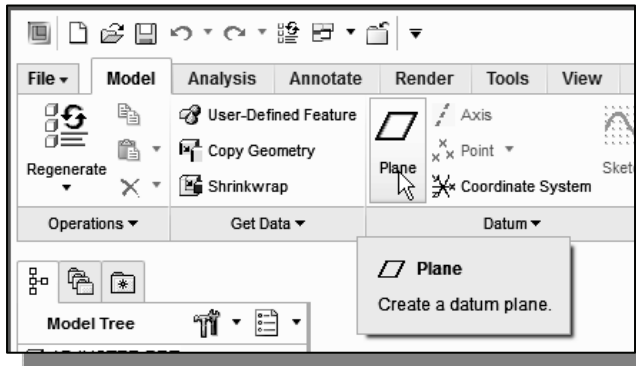 File Model Analysis Annotate Render Tools View
Regenerate
User-Defined Feature
Copy Geometry
Shrinkwrap
Plane
Axis
Point
Coordinate System
Operations Get Data Datum
Plane
Create a datum plane.
Model Tree